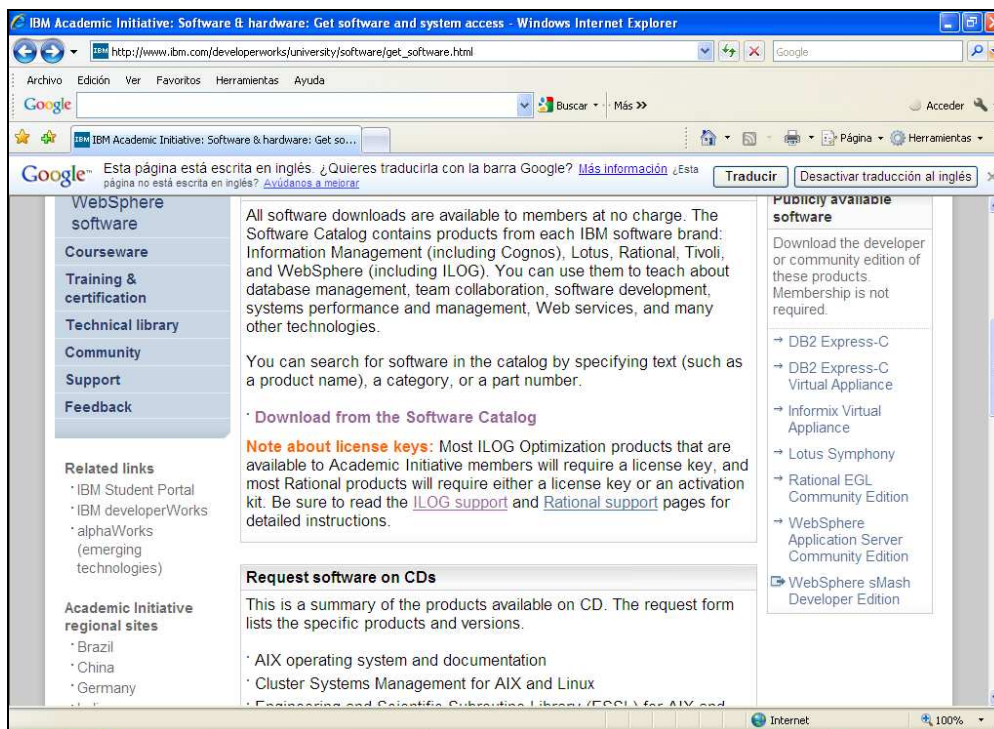 IBM Academic Initiative: Software & hardware: Get software and system access - Windows Internet Explorer
http://www.ibm.com/developerworks/university/software/get_software.html
Google
Archivo Edición Ver Favoritos Herramientas Ayuda
Google Buscar Más >> Acceder
IBM Academic Initiative: Software & hardware: Get so... Página Herramientas
Google™ Esta página está escrita en inglés. ¿Quieres traducirla con la barra Google? Más información ¿Esta
página no está escrita en inglés? Ayúdanos a mejorar
Traducir Desactivar traducción al inglés
WebSphere
software
Courseware
Training &
certification
Technical library
Community
Support
Feedback
Related links
IBM Student Portal
IBM developerWorks
alphaWorks
(emerging
technologies)
Academic Initiative
regional sites
Brazil
China
Germany
All software downloads are available to members at no charge. The
Software Catalog contains products from each IBM software brand:
Information Management (including Cognos), Lotus, Rational, Tivoli,
and WebSphere (including ILOG). You can use them to teach about
database management, team collaboration, software development,
systems performance and management, Web services, and many
other technologies.
You can search for software in the catalog by specifying text (such as
a product name), a category, or a part number.
Download from the Software Catalog
Note about license keys: Most ILOG Optimization products that are
available to Academic Initiative members will require a license key, and
most Rational products will require either a license key or an activation
kit. Be sure to read the ILOG support and Rational support pages for
detailed instructions.
Request software on CDs
This is a summary of the products available on CD. The request form
lists the specific products and versions.
AIX operating system and documentation
Cluster Systems Management for AIX and Linux
Engineering and Scientific Subroutine Library (ESSL) for AIX and
Publicly available
software
Download the developer
or community edition of
these products.
Membership is not
required.
→ DB2 Express-C
→ DB2 Express-C
Virtual Appliance
→ Informix Virtual
Appliance
→ Lotus Symphony
→ Rational EGL
Community Edition
→ WebSphere
Application Server
Community Edition
WebSphere sMash
Developer Edition
Internet 100%